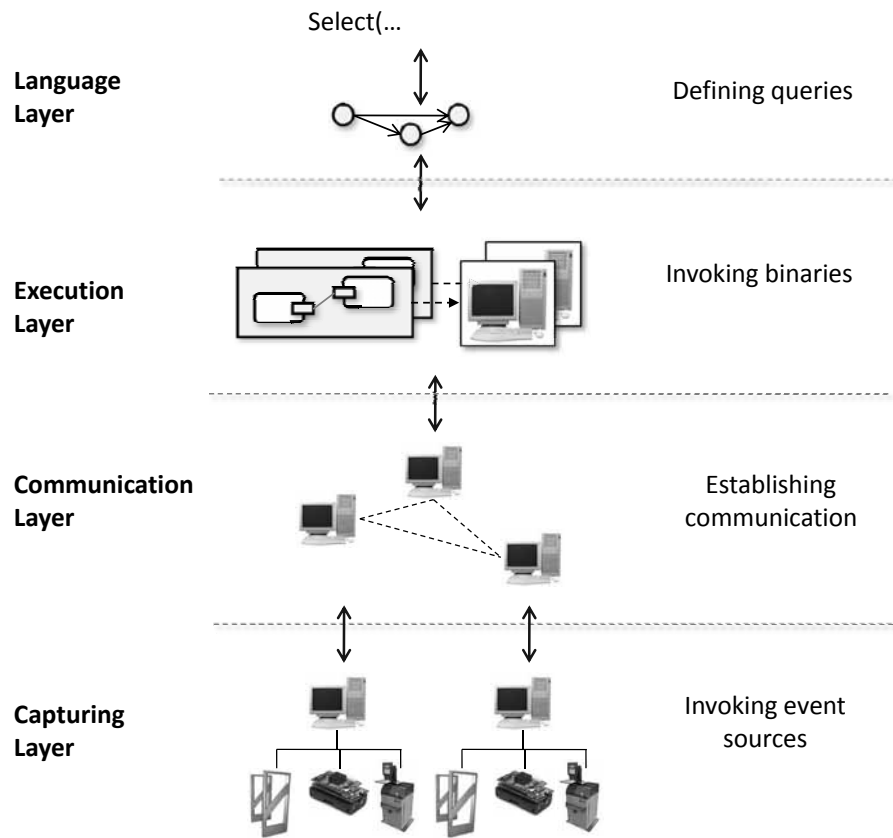 Select(…
Language
Layer
Defining queries
Execution
Layer
Invoking binaries
Communication
Layer
Establishing
communication
Capturing
Layer
Invoking event
sources